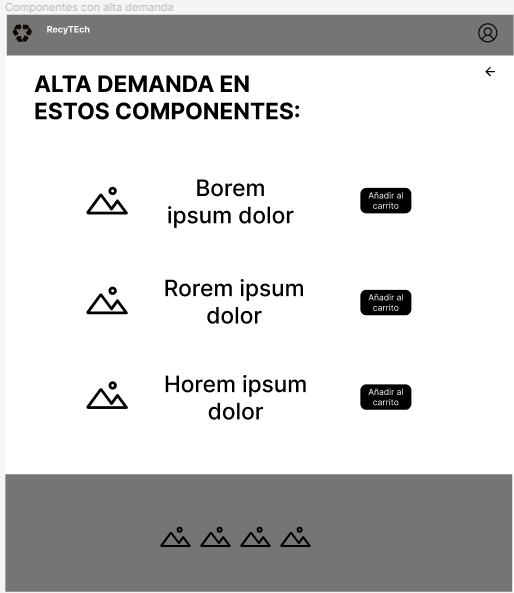 Componentes con alta demanda
RecyTEch
ALTA DEMANDA EN
ESTOS COMPONENTES:
Borem
ipsum dolor
Añadir al
carrito
Rorem ipsum
dolor
Añadir al
carrito
Horem ipsum
dolor
Añadir al
carrito